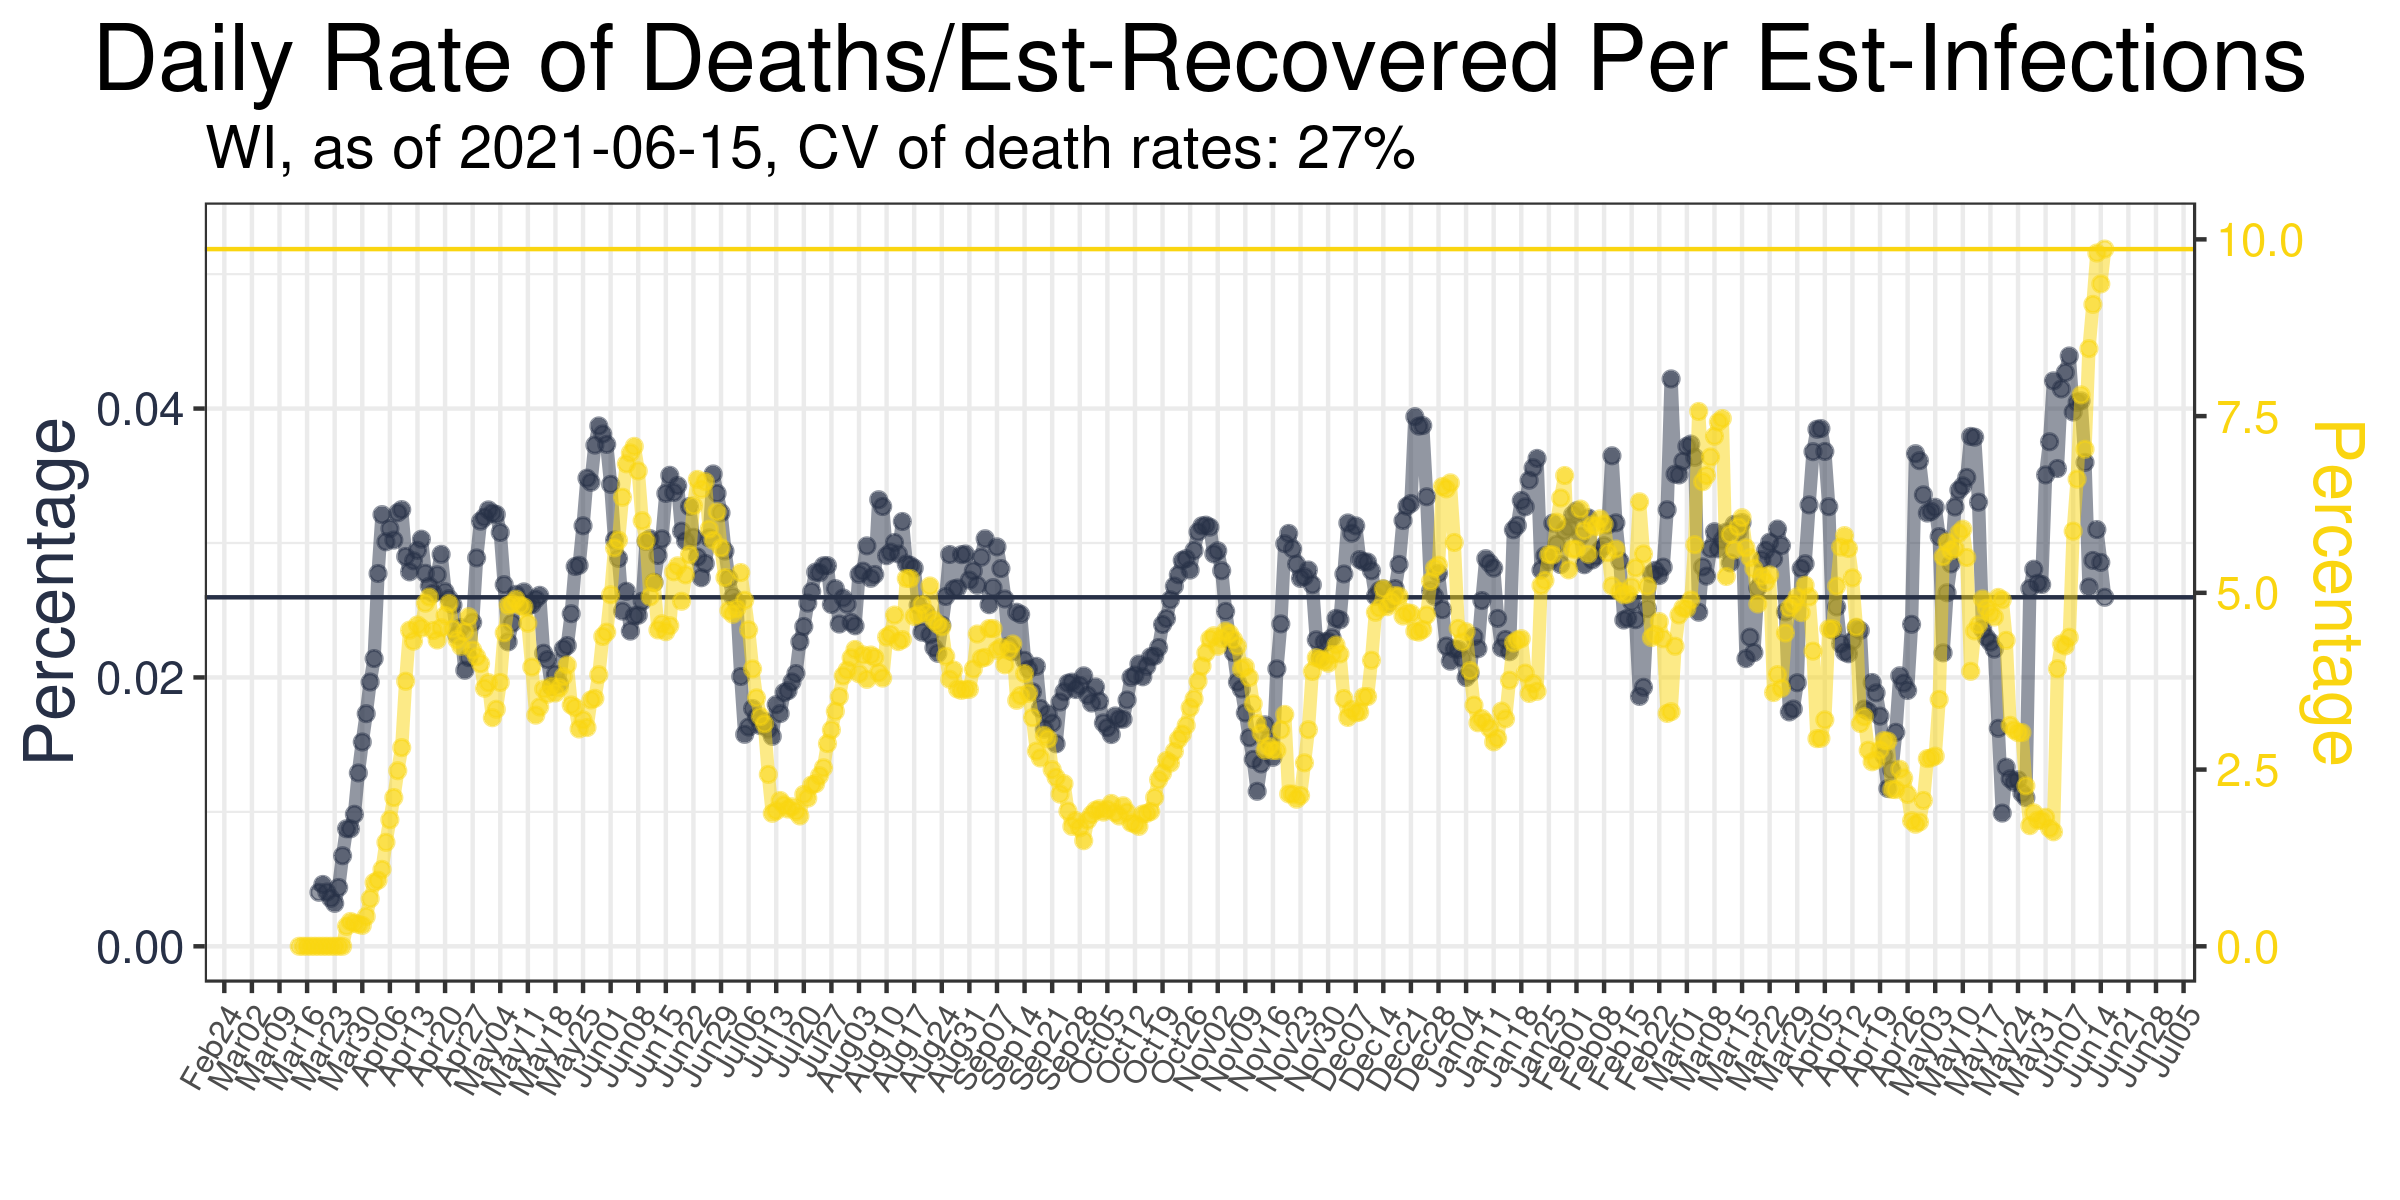 Daily Rate of Deaths/Est-Recovered Per Est-Infections
WI, as of 2021-06-15, CV of death rates: 27%
Percentage
0.04
0.02
0.00
10.0
7.5
5.0
2.5
0.0
Percentage
Feb24
Mar02
Mar09
Mar16
Mar23
Mar30
Apr06
Apr13
Apr20
Apr27
May04
May11
May18
May25
Jun01
Jun08
Jun15
Jun22
Jun29
Jul06
Jul13
Jul20
Jul27
Aug03
Aug10
Aug17
Aug24
Aug31
Sep07
Sep14
Sep21
Sep28
Oct05
Oct12
Oct19
Oct26
Nov02
Nov09
Nov16
Nov23
Nov30
Dec07
Dec14
Dec21
Dec28
Jan04
Jan11
Jan18
Jan25
Feb01
Feb08
Feb15
Feb22
Mar01
Mar08
Mar15
Mar22
Mar29
Apr05
Apr12
Apr19
Apr26
May03
May10
May17
May24
May31
Jun07
Jun14
Jun21
Jun28
Jul05